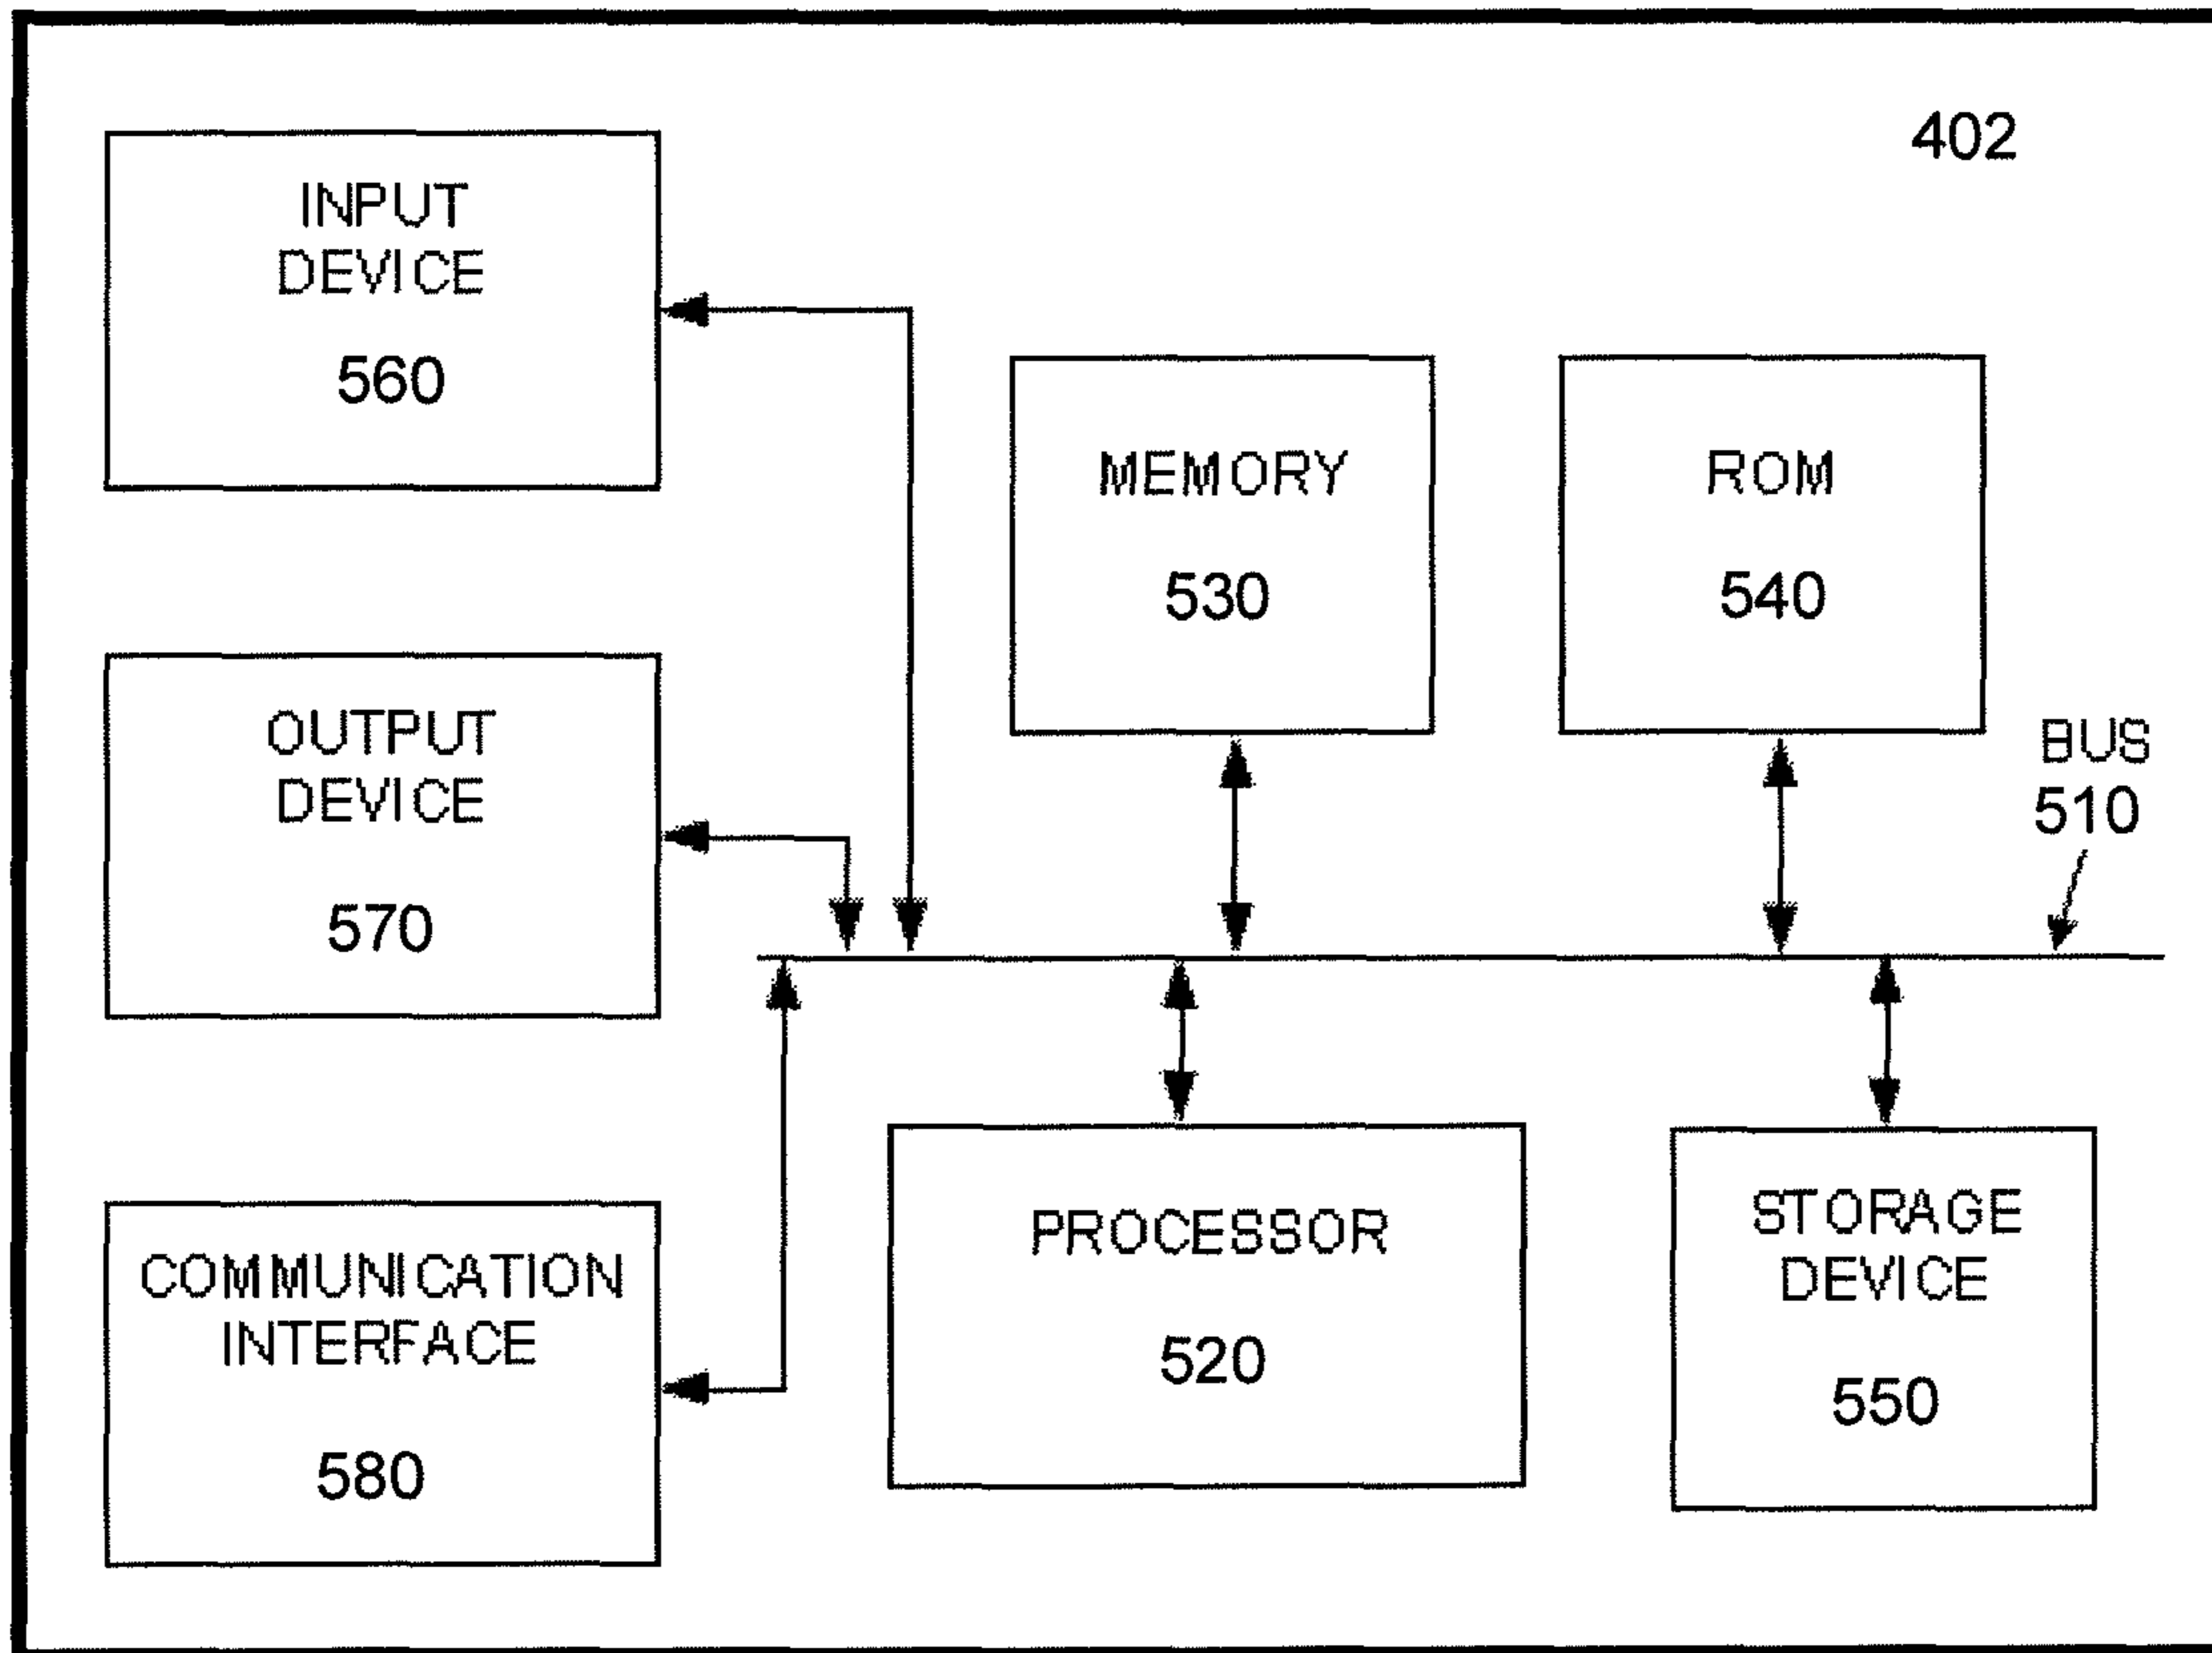 402
INPUT
DEVICE
560
MEMORY
530
ROM
540
OUTPUT
DEVICE
570
BUS
510
COMMUNICATION
INTERFACE
580
PROCESSOR
520
STORAGE
DEVICE
550